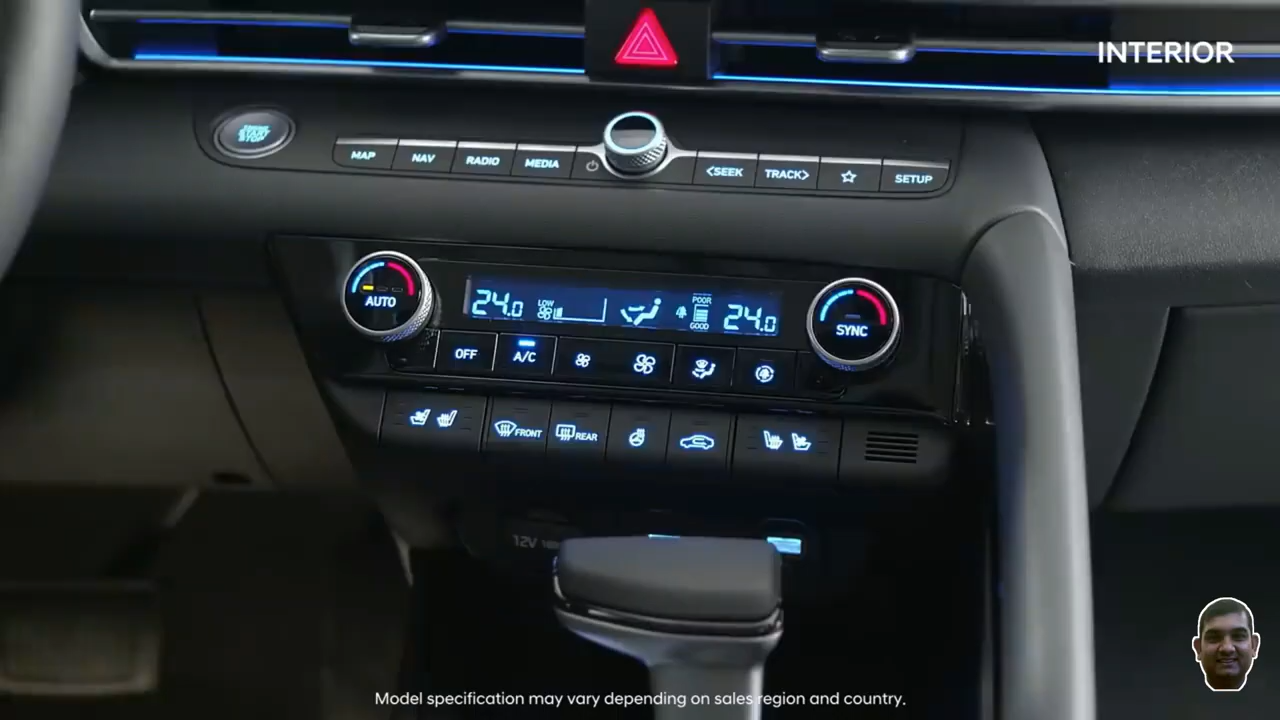 INTERIOR
START
STOP
MAP NAV RADIO MEDIA <SEEK TRACK> SETUP
AUTO 24.0 LOW POOR GOOD 24.0 SYNC
OFF A/C
FRONT REAR
12V
Model specification may vary depending on sales region and country.